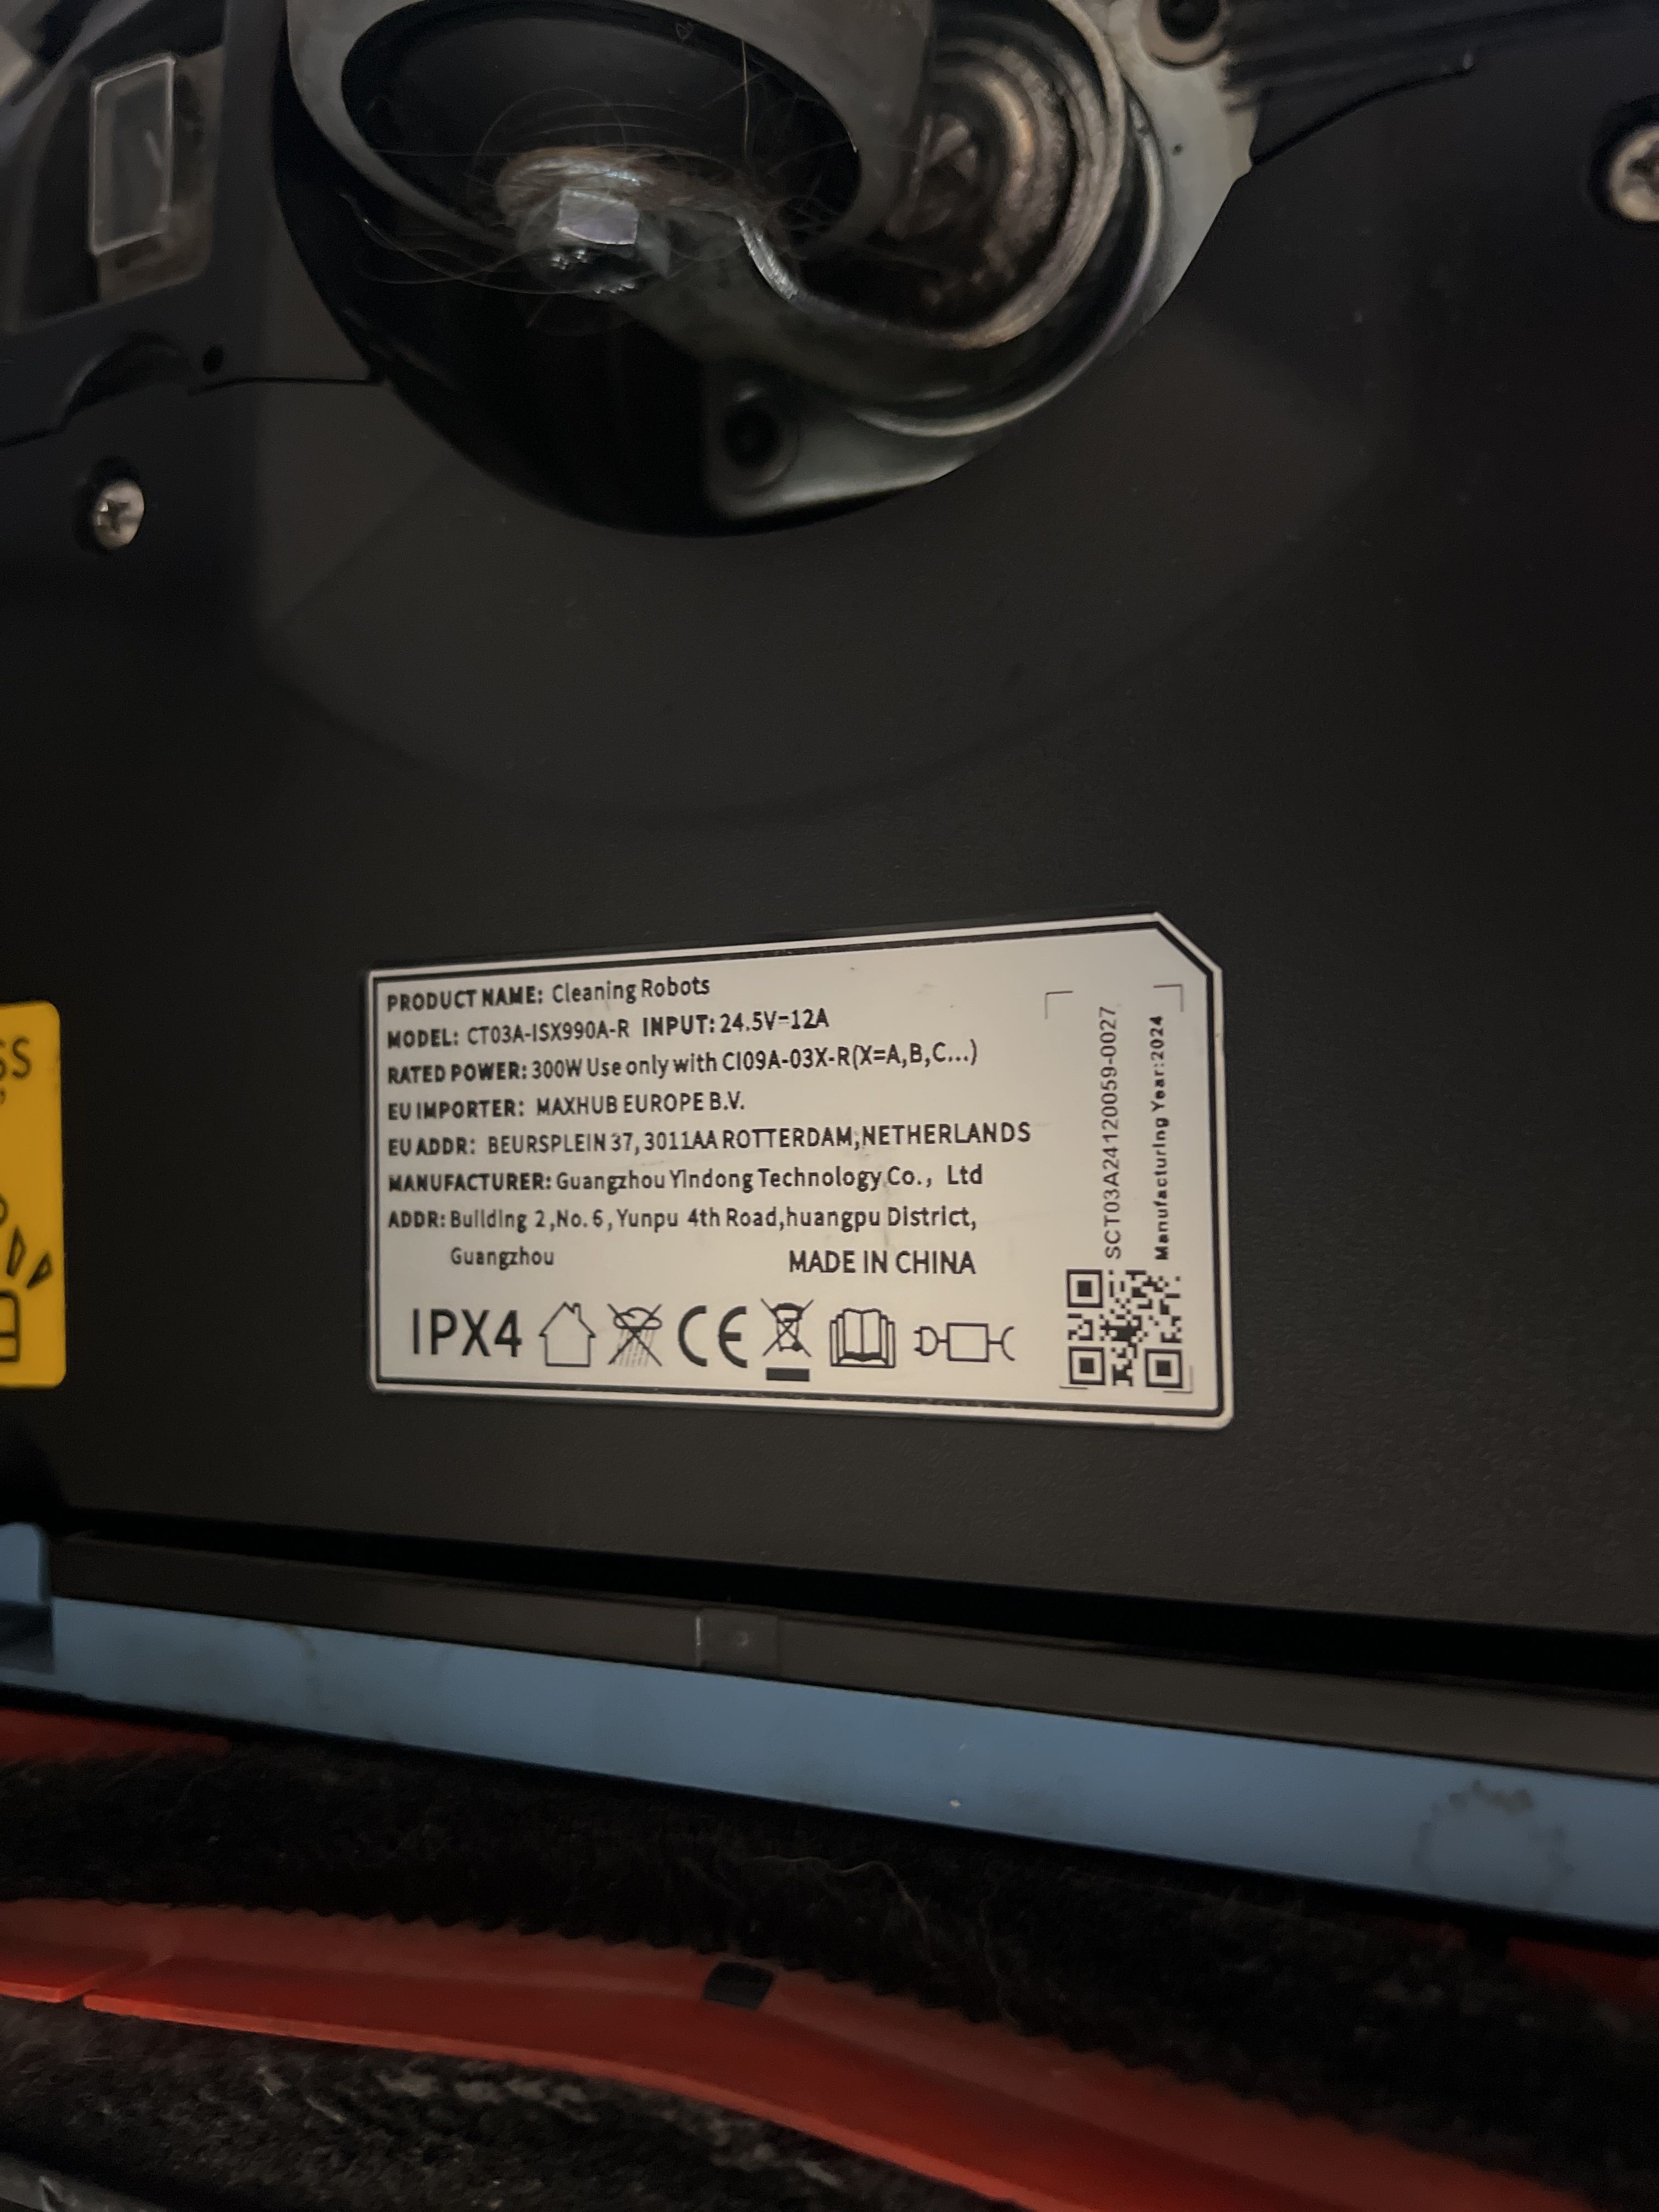 PRODUCT NAME: Cleaning Robots
MODEL: CT03A-ISX990A-R INPUT: 24.5V⎓12A
RATED POWER: 300W Use only with CI09A-03X-R(X=A,B,C...)
EU IMPORTER: MAXHUB EUROPE B.V.
EU ADDR: BEURSPLEIN 37, 3011AA ROTTERDAM, NETHERLANDS
MANUFACTURER: Guangzhou Yindong Technology Co., Ltd
ADDR: Building 2, No. 6, Yunpu 4th Road, huangpu District,
Guangzhou MADE IN CHINA
IPX4 CE
SCT03A24120059-0027
Manufacturing Year:2024